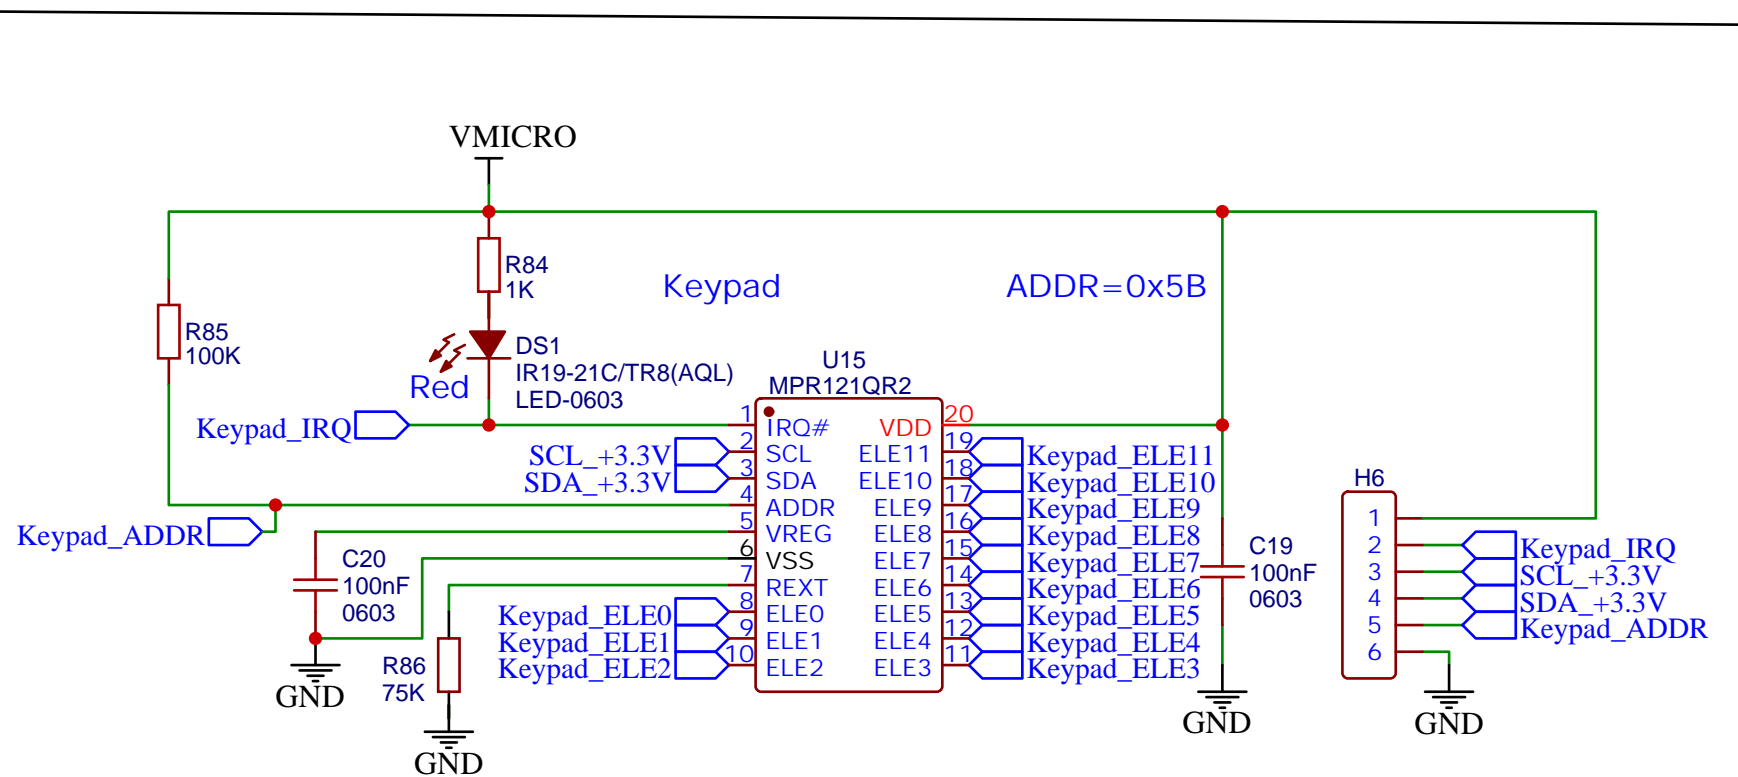 VMICRO
R84
1K
Keypad
ADDR=0x5B
R85
100K
DS1
IR19-21C/TR8(AQL)
LED-0603
Red
U15
MPR121QR2
Keypad_IRQ
1
IRQ#
VDD
20
SCL_+3.3V
2
SCL
ELE11
19
Keypad_ELE11
SDA_+3.3V
3
SDA
ELE10
18
Keypad_ELE10
Keypad_ADDR
4
ADDR
ELE9
17
Keypad_ELE9
5
VREG
ELE8
16
Keypad_ELE8
6
VSS
ELE7
15
Keypad_ELE7
7
REXT
ELE6
14
Keypad_ELE6
Keypad_ELE0
8
ELE0
ELE5
13
Keypad_ELE5
Keypad_ELE1
9
ELE1
ELE4
12
Keypad_ELE4
Keypad_ELE2
10
ELE2
ELE3
11
Keypad_ELE3
C20
100nF
0603
GND
R86
75K
GND
C19
100nF
0603
GND
H6
1
2
Keypad_IRQ
3
SCL_+3.3V
4
SDA_+3.3V
5
Keypad_ADDR
6
GND